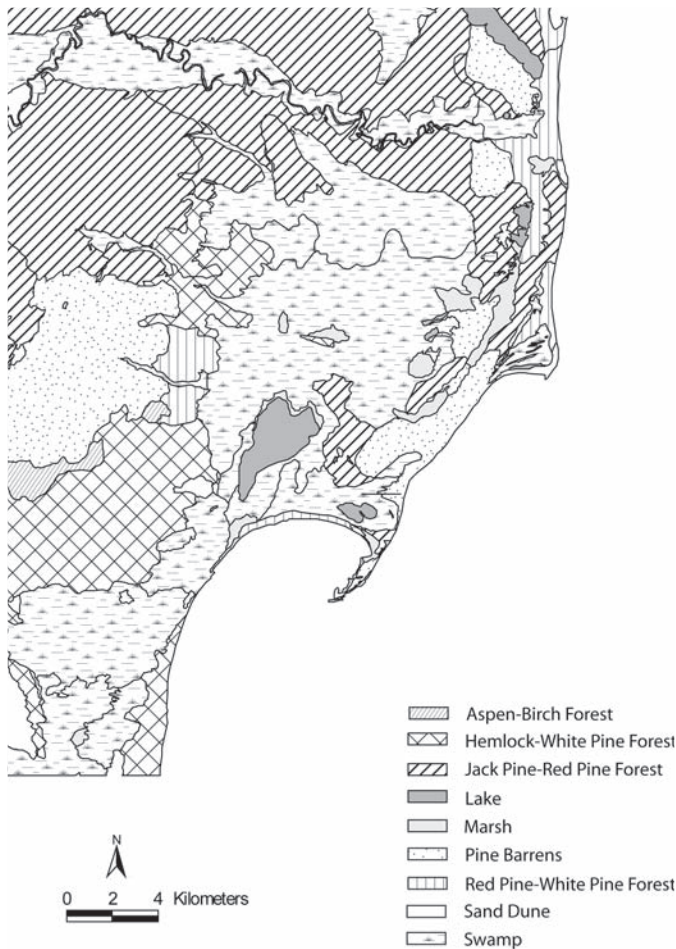 Aspen-Birch Forest
Hemlock-White Pine Forest
Jack Pine-Red Pine Forest
Lake
Marsh
Pine Barrens
Red Pine-White Pine Forest
Sand Dune
Swamp
N
0 2 4 Kilometers